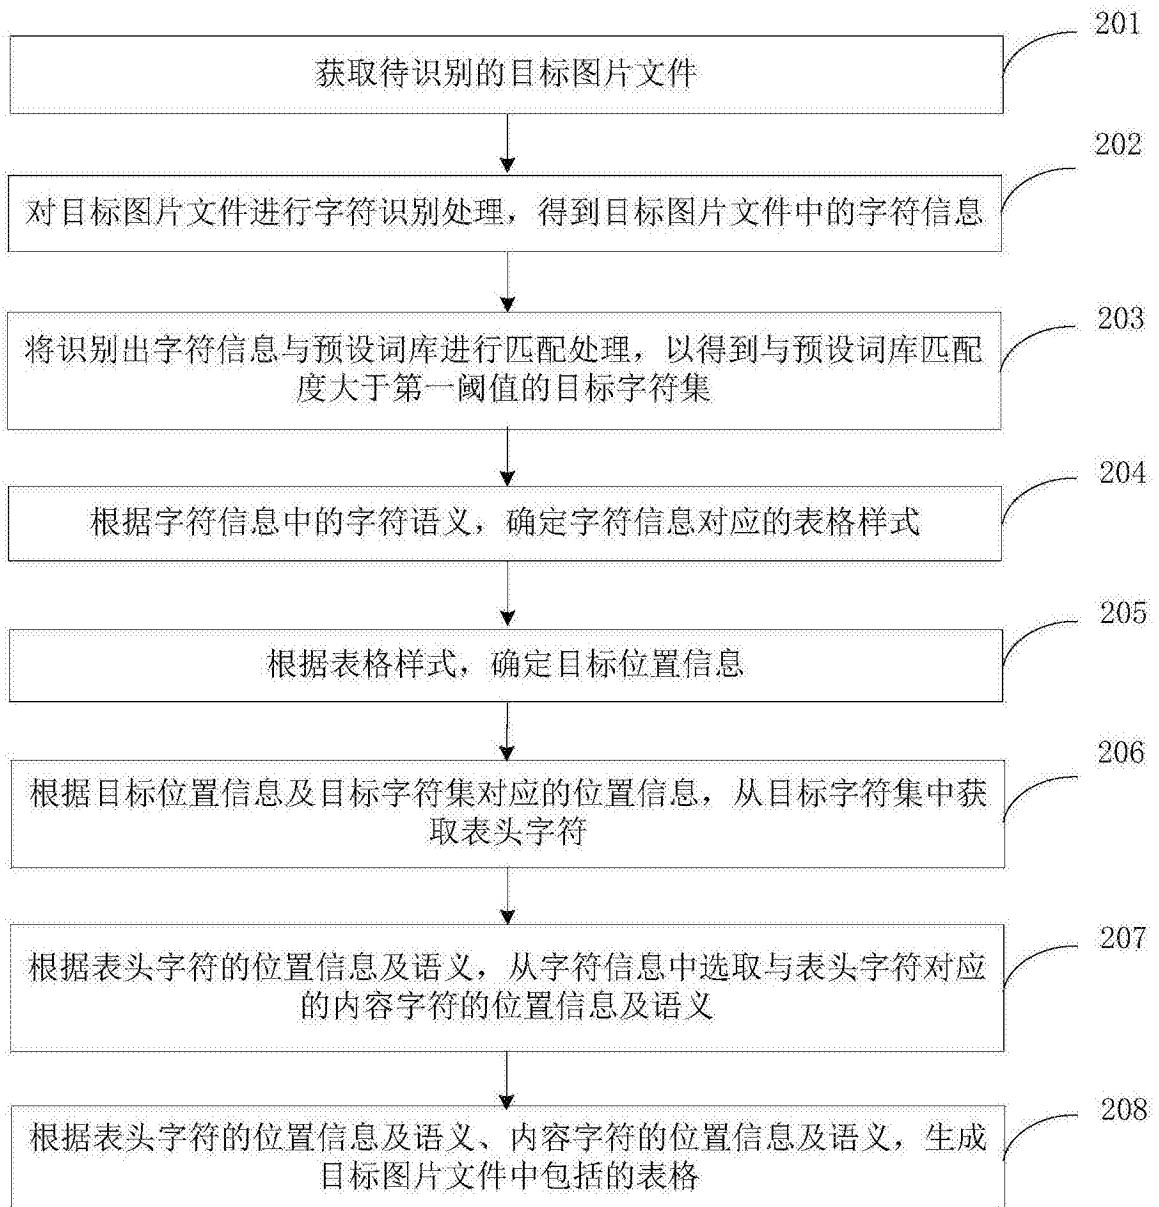 201
获取待识别的目标图片文件
202
对目标图片文件进行字符识别处理，得到目标图片文件中的字符信息
203
将识别出字符信息与预设词库进行匹配处理，以得到与预设词库匹配
度大于第一阈值的目标字符集
204
根据字符信息中的字符语义，确定字符信息对应的表格样式
205
根据表格样式，确定目标位置信息
206
根据目标位置信息及目标字符集对应的位置信息，从目标字符集中获
取表头字符
207
根据表头字符的位置信息及语义，从字符信息中选取与表头字符对应
的内容字符的位置信息及语义
208
根据表头字符的位置信息及语义、内容字符的位置信息及语义，生成
目标图片文件中包括的表格